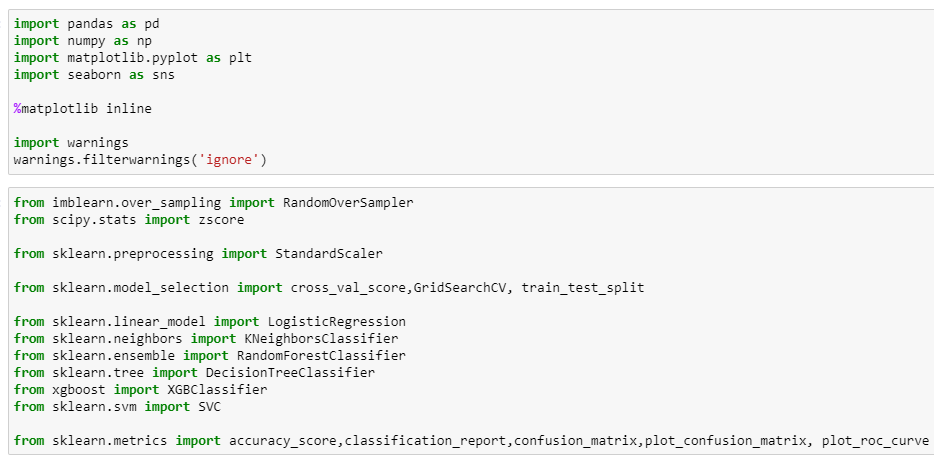 import pandas as pd
import numpy as np
import matplotlib.pyplot as plt
import seaborn as sns
%matplotlib inline
import warnings
warnings.filterwarnings('ignore')
from imblearn.over_sampling import RandomOverSampler
from scipy.stats import zscore
from sklearn.preprocessing import StandardScaler
from sklearn.model_selection import cross_val_score,GridSearchCV, train_test_split
from sklearn.linear_model import LogisticRegression
from sklearn.neighbors import KNeighborsClassifier
from sklearn.ensemble import RandomForestClassifier
from sklearn.tree import DecisionTreeClassifier
from xgboost import XGBClassifier
from sklearn.svm import SVC
from sklearn.metrics import accuracy_score,classification_report,confusion_matrix,plot_confusion_matrix, plot_roc_curve